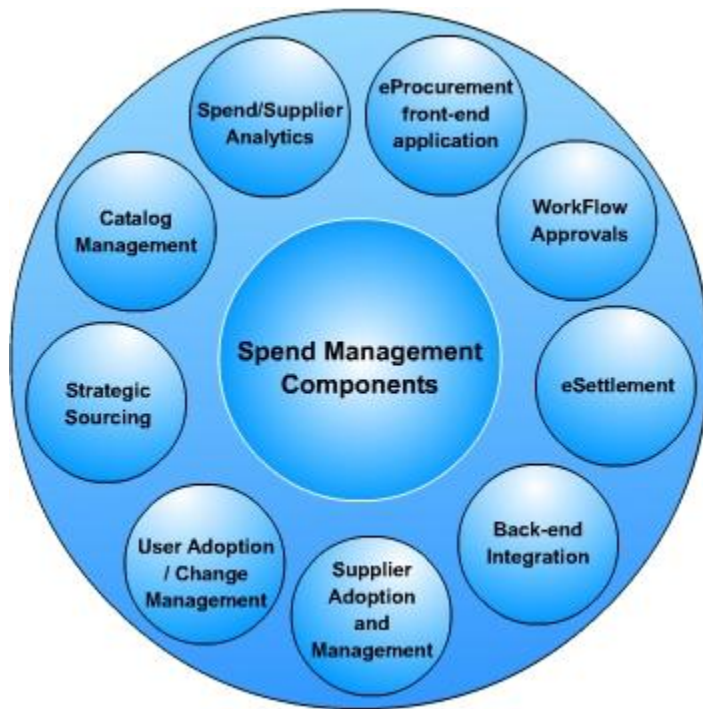 Spend Management
Components
eProcurement
front-end
application
WorkFlow
Approvals
eSettlement
Back-end
Integration
Supplier
Adoption
and
Management
User Adoption
/ Change
Management
Strategic
Sourcing
Catalog
Management
Spend/Supplier
Analytics